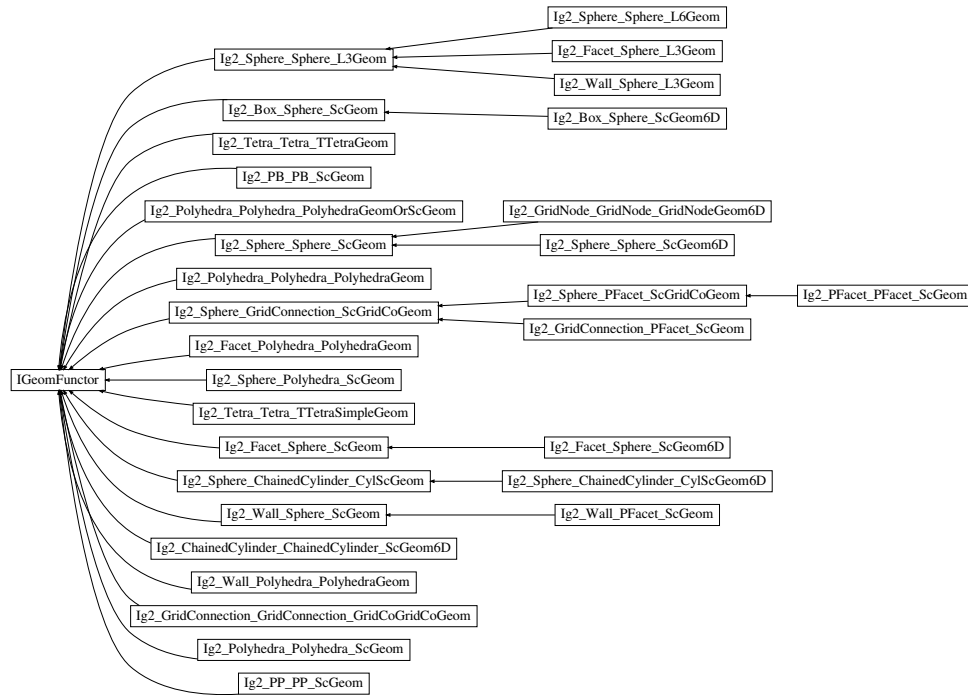 Ig2_Sphere_Sphere_L6Geom
Ig2_Sphere_Sphere_L3Geom
Ig2_Facet_Sphere_L3Geom
Ig2_Wall_Sphere_L3Geom
Ig2_Box_Sphere_ScGeom
Ig2_Box_Sphere_ScGeom6D
Ig2_Tetra_Tetra_TTetraGeom
Ig2_PB_PB_ScGeom
Ig2_Polyhedra_Polyhedra_PolyhedraGeomOrScGeom
Ig2_GridNode_GridNode_GridNodeGeom6D
Ig2_Sphere_Sphere_ScGeom
Ig2_Sphere_Sphere_ScGeom6D
Ig2_Polyhedra_Polyhedra_PolyhedraGeom
Ig2_Sphere_PFacet_ScGridCoGeom
Ig2_PFacet_PFacet_ScGeom
Ig2_Sphere_GridConnection_ScGridCoGeom
Ig2_GridConnection_PFacet_ScGeom
Ig2_Facet_Polyhedra_PolyhedraGeom
IGeomFunctor
Ig2_Sphere_Polyhedra_ScGeom
Ig2_Tetra_Tetra_TTetraSimpleGeom
Ig2_Facet_Sphere_ScGeom
Ig2_Facet_Sphere_ScGeom6D
Ig2_Sphere_ChainedCylinder_CylScGeom
Ig2_Sphere_ChainedCylinder_CylScGeom6D
Ig2_Wall_Sphere_ScGeom
Ig2_Wall_PFacet_ScGeom
Ig2_ChainedCylinder_ChainedCylinder_ScGeom6D
Ig2_Wall_Polyhedra_PolyhedraGeom
Ig2_GridConnection_GridConnection_GridCoGridCoGeom
Ig2_Polyhedra_Polyhedra_ScGeom
Ig2_PP_PP_ScGeom